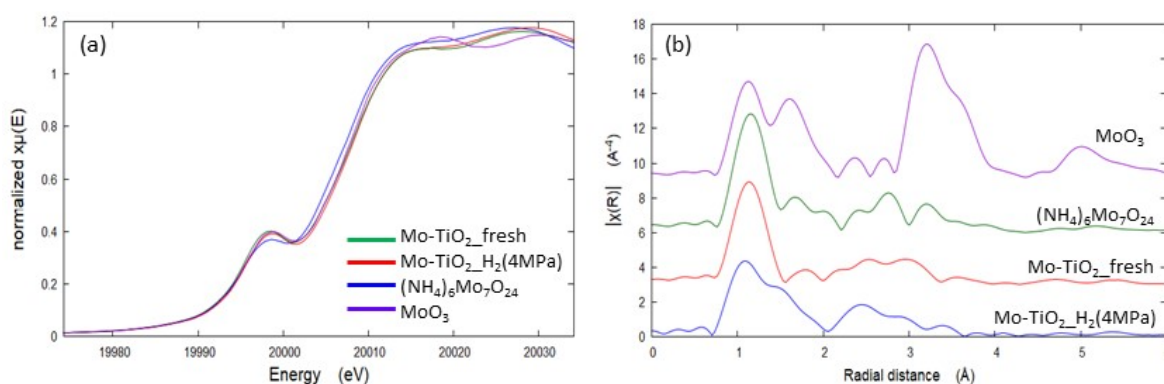 (a)
normalized xμ(E)
1.2
1
0.8
0.6
0.4
0.2
0
19980
19990
20000
20010
20020
20030
Energy (eV)
Mo-TiO₂_fresh
Mo-TiO₂_H₂(4MPa)
(NH₄)₆Mo₇O₂₄
MoO₃
(b)
|χ(R)| (A⁻⁴)
18
16
14
12
10
8
6
4
2
0
0
1
2
3
4
5
Radial distance (Å)
MoO₃
(NH₄)₆Mo₇O₂₄
Mo-TiO₂_fresh
Mo-TiO₂_H₂(4MPa)